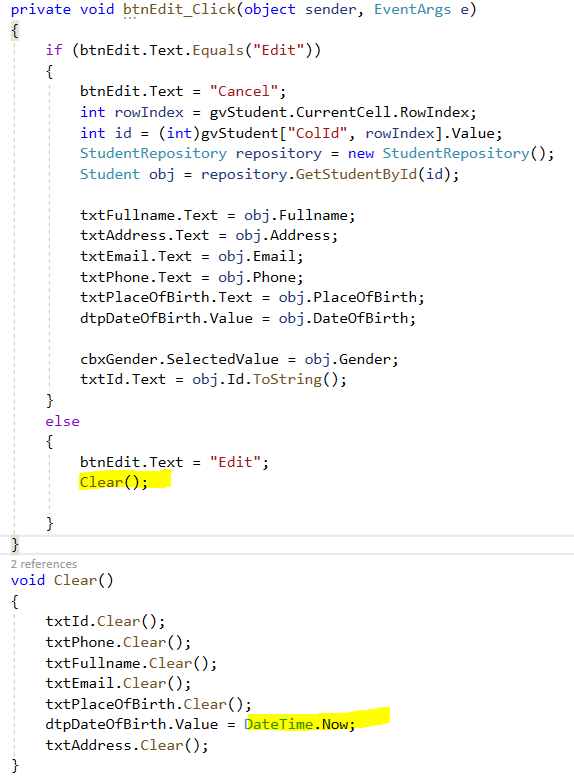 private void btnEdit_Click(object sender, EventArgs e)
{
if (btnEdit.Text.Equals("Edit"))
{
btnEdit.Text = "Cancel";
int rowIndex = gvStudent.CurrentCell.RowIndex;
int id = (int)gvStudent["ColId", rowIndex].Value;
StudentRepository repository = new StudentRepository();
Student obj = repository.GetStudentById(id);
txtFullname.Text = obj.Fullname;
txtAddress.Text = obj.Address;
txtEmail.Text = obj.Email;
txtPhone.Text = obj.Phone;
txtPlaceOfBirth.Text = obj.PlaceOfBirth;
dtpDateOfBirth.Value = obj.DateOfBirth;
cbxGender.SelectedValue = obj.Gender;
txtId.Text = obj.Id.ToString();
}
else
{
btnEdit.Text = "Edit";
Clear();
}
}
2 references
void Clear()
{
txtId.Clear();
txtPhone.Clear();
txtFullname.Clear();
txtEmail.Clear();
txtPlaceOfBirth.Clear();
dtpDateOfBirth.Value = DateTime.Now;
txtAddress.Clear();
}